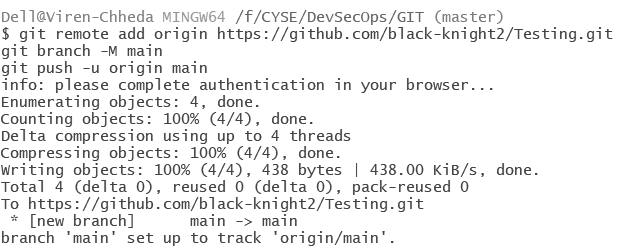 Dell@Viren-Chheda MINGW64 /f/CYSE/DevSecOps/GIT (master)
$ git remote add origin https://github.com/black-knight2/Testing.git
git branch -M main
git push -u origin main
info: please complete authentication in your browser...
Enumerating objects: 4, done.
Counting objects: 100% (4/4), done.
Delta compression using up to 4 threads
Compressing objects: 100% (4/4), done.
Writing objects: 100% (4/4), 438 bytes | 438.00 KiB/s, done.
Total 4 (delta 0), reused 0 (delta 0), pack-reused 0
To https://github.com/black-knight2/Testing.git
 * [new branch]      main -> main
branch 'main' set up to track 'origin/main'.